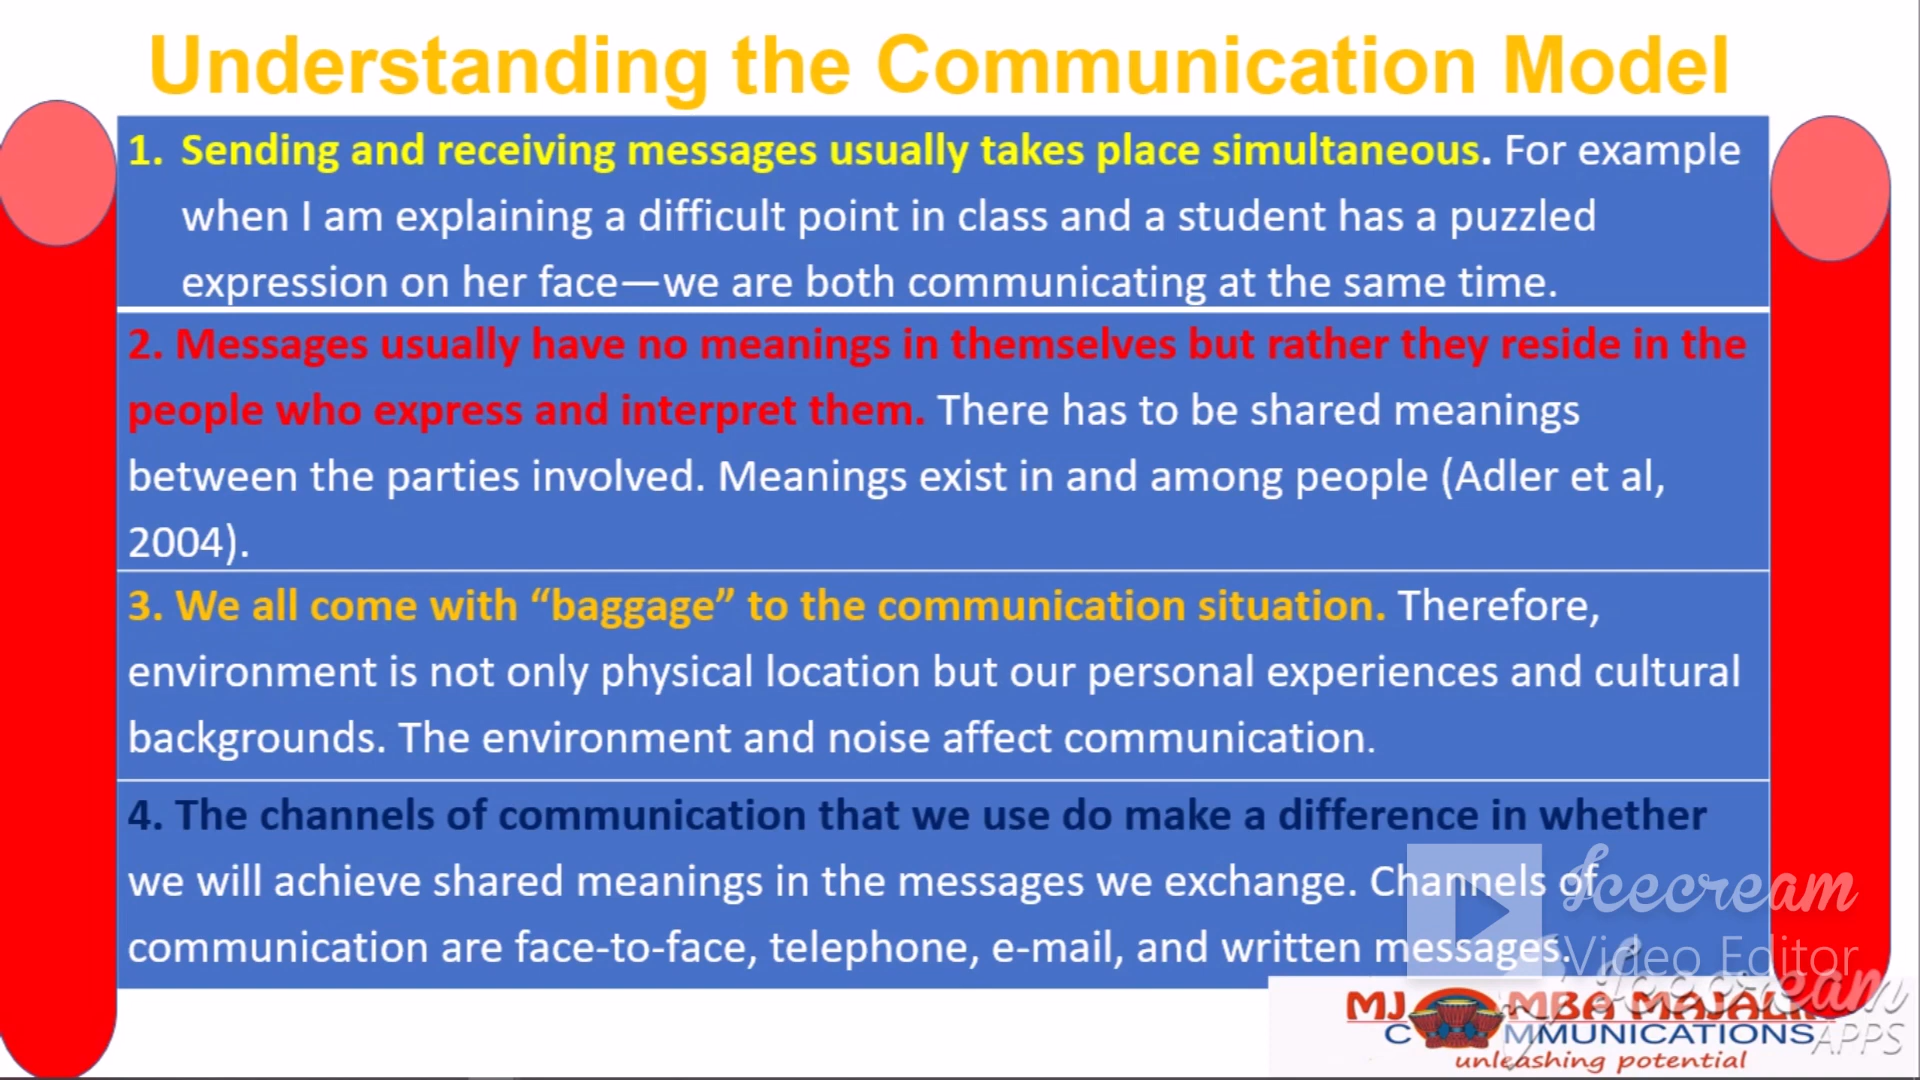 Understanding the Communication Model
1. Sending and receiving messages usually takes place simultaneous. For example
when I am explaining a difficult point in class and a student has a puzzled
expression on her face—we are both communicating at the same time.
2. Messages usually have no meanings in themselves but rather they reside in the
people who express and interpret them. There has to be shared meanings
between the parties involved. Meanings exist in and among people (Adler et al,
2004).
3. We all come with “baggage” to the communication situation. Therefore,
environment is not only physical location but our personal experiences and cultural
backgrounds. The environment and noise affect communication.
4. The channels of communication that we use do make a difference in whether
we will achieve shared meanings in the messages we exchange. Channels of
communication are face-to-face, telephone, e-mail, and written messages.
Icecream
Video Editor
Icecream
APPS
MJOMBA
COMMUNICATIONS
unleashing potential